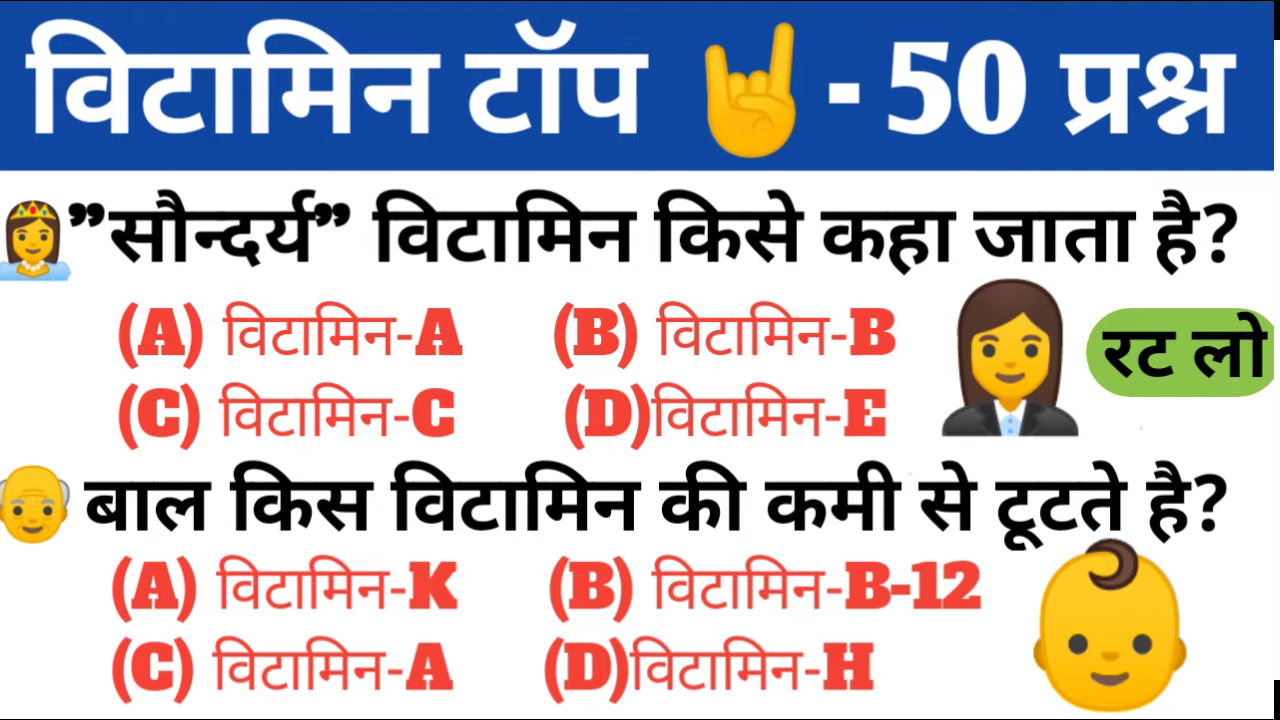 विटामिन टॉप 🤘 - 50 प्रश्न
👸”सौन्दर्य” विटामिन किसे कहा जाता है?
(A) विटामिन-A (B) विटामिन-B
(C) विटामिन-C (D)विटामिन-E
रट लो
👴 बाल किस विटामिन की कमी से टूटते है?
(A) विटामिन-K (B) विटामिन-B-12
(C) विटामिन-A (D)विटामिन-H